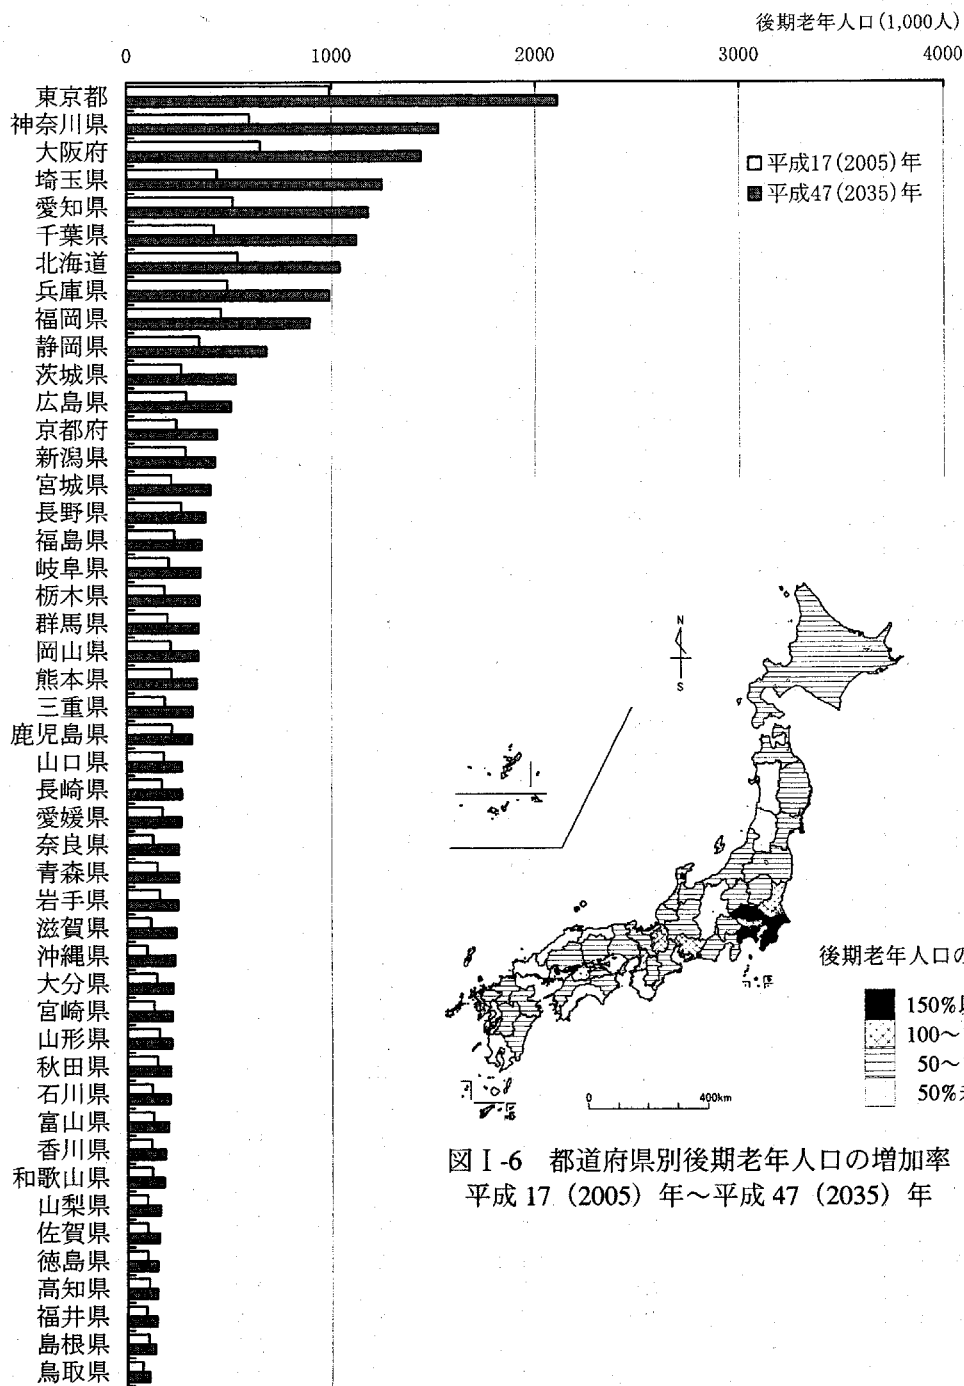 後期老年人口(1,000人)
0 1000 2000 3000 4000
東京都
神奈川県
大阪府
埼玉県
愛知県
千葉県
北海道
兵庫県
福岡県
静岡県
茨城県
広島県
京都府
新潟県
宮城県
長野県
福島県
岐阜県
栃木県
群馬県
岡山県
熊本県
三重県
鹿児島県
山口県
長崎県
愛媛県
奈良県
青森県
岩手県
滋賀県
沖縄県
大分県
宮崎県
山形県
秋田県
石川県
富山県
香川県
和歌山県
山梨県
佐賀県
徳島県
高知県
福井県
島根県
鳥取県
□平成17(2005)年
■平成47(2035)年
N
S
後期老年人口の
150%
100～
50～
50%
0 400km
図Ⅰ-6 都道府県別後期老年人口の増加率
平成 17（2005）年～平成 47（2035）年